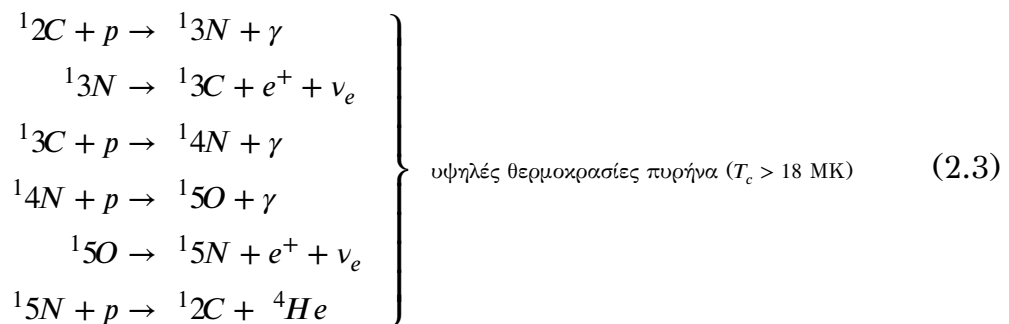 ¹2C + p → ¹3N + γ
¹3N → ¹3C + e⁺ + νₑ
¹3C + p → ¹4N + γ
¹4N + p → ¹5O + γ
υψηλές θερμοκρασίες πυρήνα (T_c > 18 MK) (2.3)
¹5O → ¹5N + e⁺ + νₑ
¹5N + p → ¹2C + ⁴He